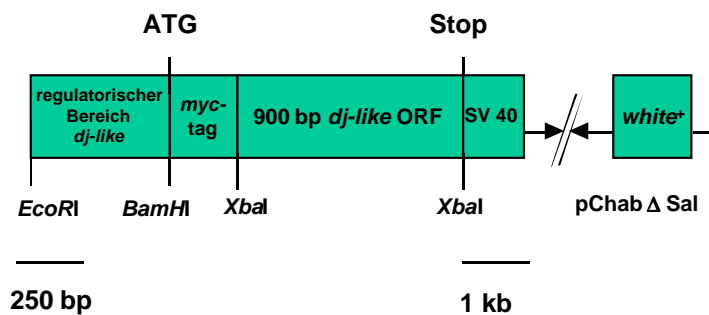 ATG
Stop
regulatorischer
Bereich
dj-like
myc-
tag
900 bp dj-like ORF
SV 40
white+
EcoRI
BamHI
XbaI
XbaI
pChab Δ Sal
250 bp
1 kb